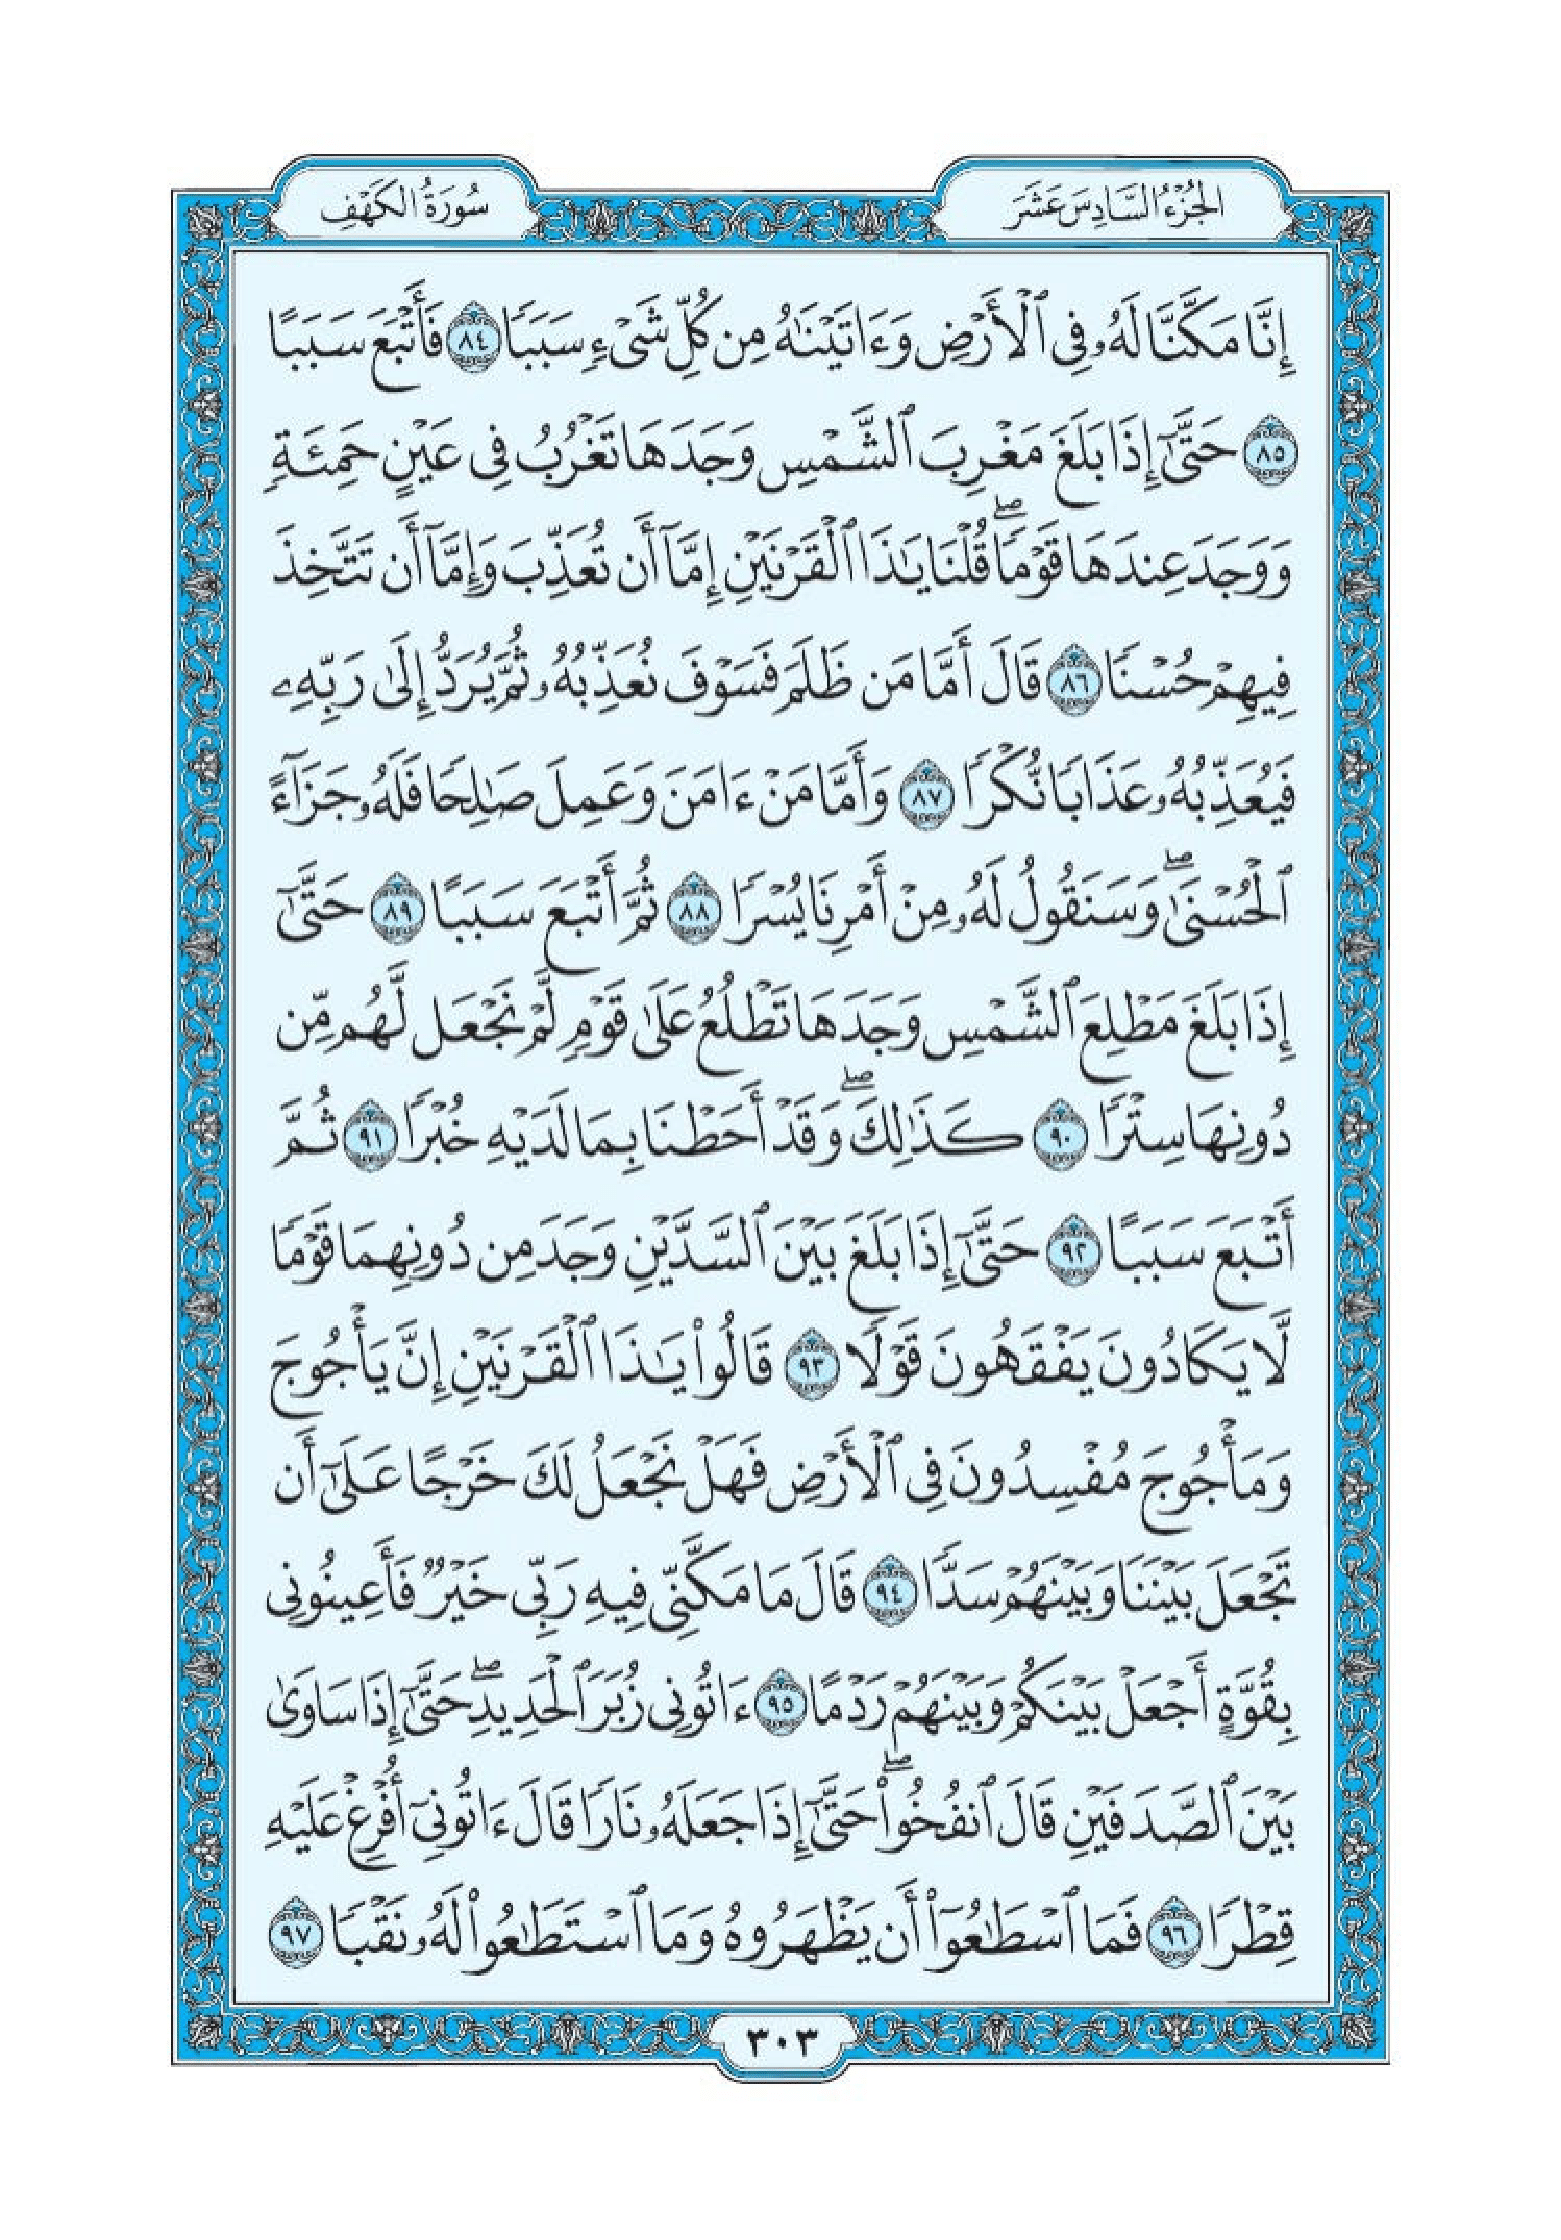 الجُزْءُ السَّادِسَ عَشَرَ
سُورَةُ الكَهْفِ
إِنَّا مَكَّنَّا لَهُۥ فِى ٱلْأَرْضِ وَءَاتَيْنَٰهُ مِن كُلِّ شَىْءٍ سَبَبًا ٨٤ فَأَتْبَعَ سَبَبًا
٨٥ حَتَّىٰٓ إِذَا بَلَغَ مَغْرِبَ ٱلشَّمْسِ وَجَدَهَا تَغْرُبُ فِى عَيْنٍ حَمِئَةٍ
وَوَجَدَ عِندَهَا قَوْمًا ۖ قُلْنَا يَٰذَا ٱلْقَرْنَيْنِ إِمَّآ أَن تُعَذِّبَ وَإِمَّآ أَن تَتَّخِذَ
فِيهِمْ حُسْنًا ٨٦ قَالَ أَمَّا مَن ظَلَمَ فَسَوْفَ نُعَذِّبُهُۥ ثُمَّ يُرَدُّ إِلَىٰ رَبِّهِۦ
فَيُعَذِّبُهُۥ عَذَابًا نُّكْرًا ٨٧ وَأَمَّا مَنْ ءَامَنَ وَعَمِلَ صَٰلِحًا فَلَهُۥ جَزَآءً
ٱلْحُسْنَىٰ ۖ وَسَنَقُولُ لَهُۥ مِنْ أَمْرِنَا يُسْرًا ٨٨ ثُمَّ أَتْبَعَ سَبَبًا ٨٩ حَتَّىٰٓ
إِذَا بَلَغَ مَطْلِعَ ٱلشَّمْسِ وَجَدَهَا تَطْلُعُ عَلَىٰ قَوْمٍ لَّمْ نَجْعَل لَّهُم مِّن
دُونِهَا سِتْرًا ٩٠ كَذَٰلِكَ ۖ وَقَدْ أَحَطْنَا بِمَا لَدَيْهِ خُبْرًا ٩١ ثُمَّ
أَتْبَعَ سَبَبًا ٩٢ حَتَّىٰٓ إِذَا بَلَغَ بَيْنَ ٱلسَّدَّيْنِ وَجَدَ مِن دُونِهِمَا قَوْمًا
لَّا يَكَادُونَ يَفْقَهُونَ قَوْلًا ٩٣ قَالُوا۟ يَٰذَا ٱلْقَرْنَيْنِ إِنَّ يَأْجُوجَ
وَمَأْجُوجَ مُفْسِدُونَ فِى ٱلْأَرْضِ فَهَلْ نَجْعَلُ لَكَ خَرْجًا عَلَىٰٓ أَن
تَجْعَلَ بَيْنَنَا وَبَيْنَهُمْ سَدًّا ٩٤ قَالَ مَا مَكَّنِّى فِيهِ رَبِّى خَيْرٌ فَأَعِينُونِى
بِقُوَّةٍ أَجْعَلْ بَيْنَكُمْ وَبَيْنَهُمْ رَدْمًا ٩٥ ءَاتُونِى زُبَرَ ٱلْحَدِيدِ ۖ حَتَّىٰٓ إِذَا سَاوَىٰ
بَيْنَ ٱلصَّدَفَيْنِ قَالَ ٱنفُخُوا۟ ۖ حَتَّىٰٓ إِذَا جَعَلَهُۥ نَارًا قَالَ ءَاتُونِىٓ أُفْرِغْ عَلَيْهِ
قِطْرًا ٩٦ فَمَا ٱسْطَٰعُوٓا۟ أَن يَظْهَرُوهُ وَمَا ٱسْتَطَٰعُوا۟ لَهُۥ نَقْبًا ٩٧
٣٠٣